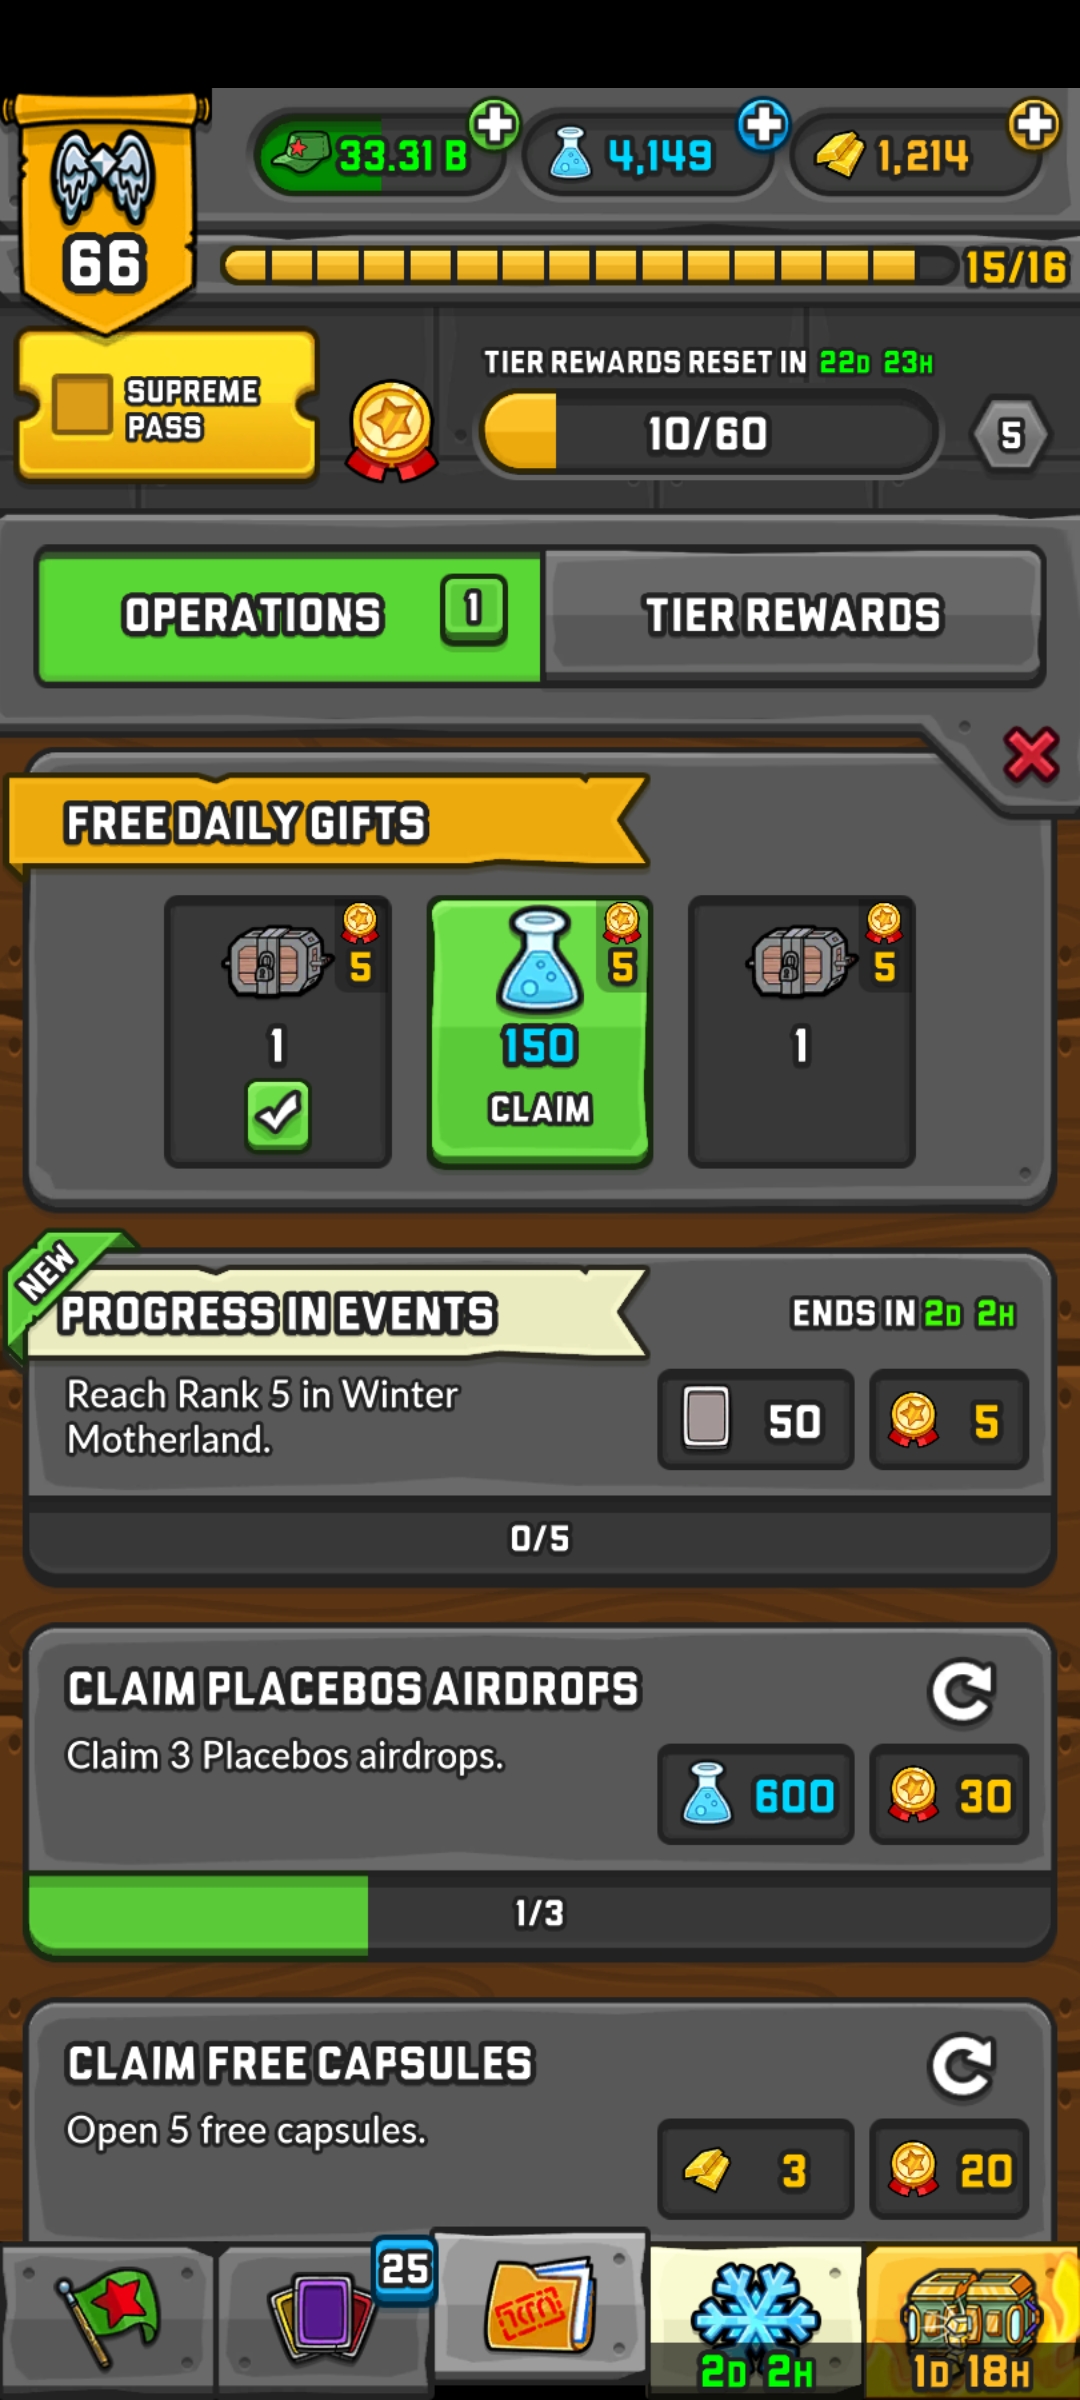 33.31 B
4,149
1,214
66
15/16
SUPREME
PASS
TIER REWARDS RESET IN 22D 23H
10/60
5
OPERATIONS 1
TIER REWARDS
FREE DAILY GIFTS
5
1
5
150
CLAIM
5
1
NEW
PROGRESS IN EVENTS
ENDS IN 2D 2H
Reach Rank 5 in Winter
Motherland.
50
5
0/5
CLAIM PLACEBOS AIRDROPS
Claim 3 Placebos airdrops.
600
30
1/3
CLAIM FREE CAPSULES
Open 5 free capsules.
3
20
25
2D 2H
1D 18H